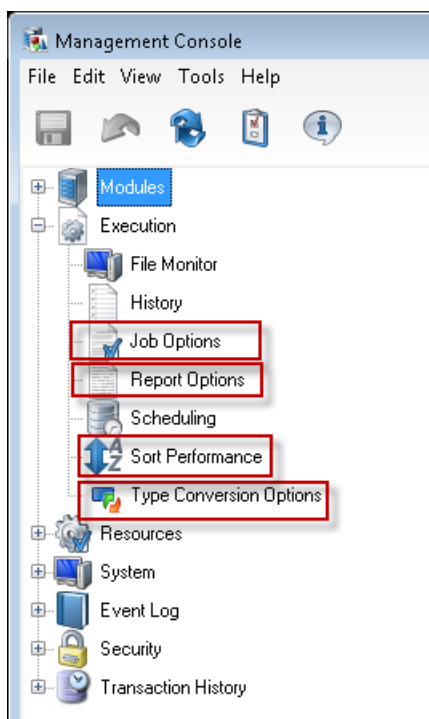 Management Console
File Edit View Tools Help
Modules
Execution
File Monitor
History
Job Options
Report Options
Scheduling
Sort Performance
Type Conversion Options
Resources
System
Event Log
Security
Transaction History